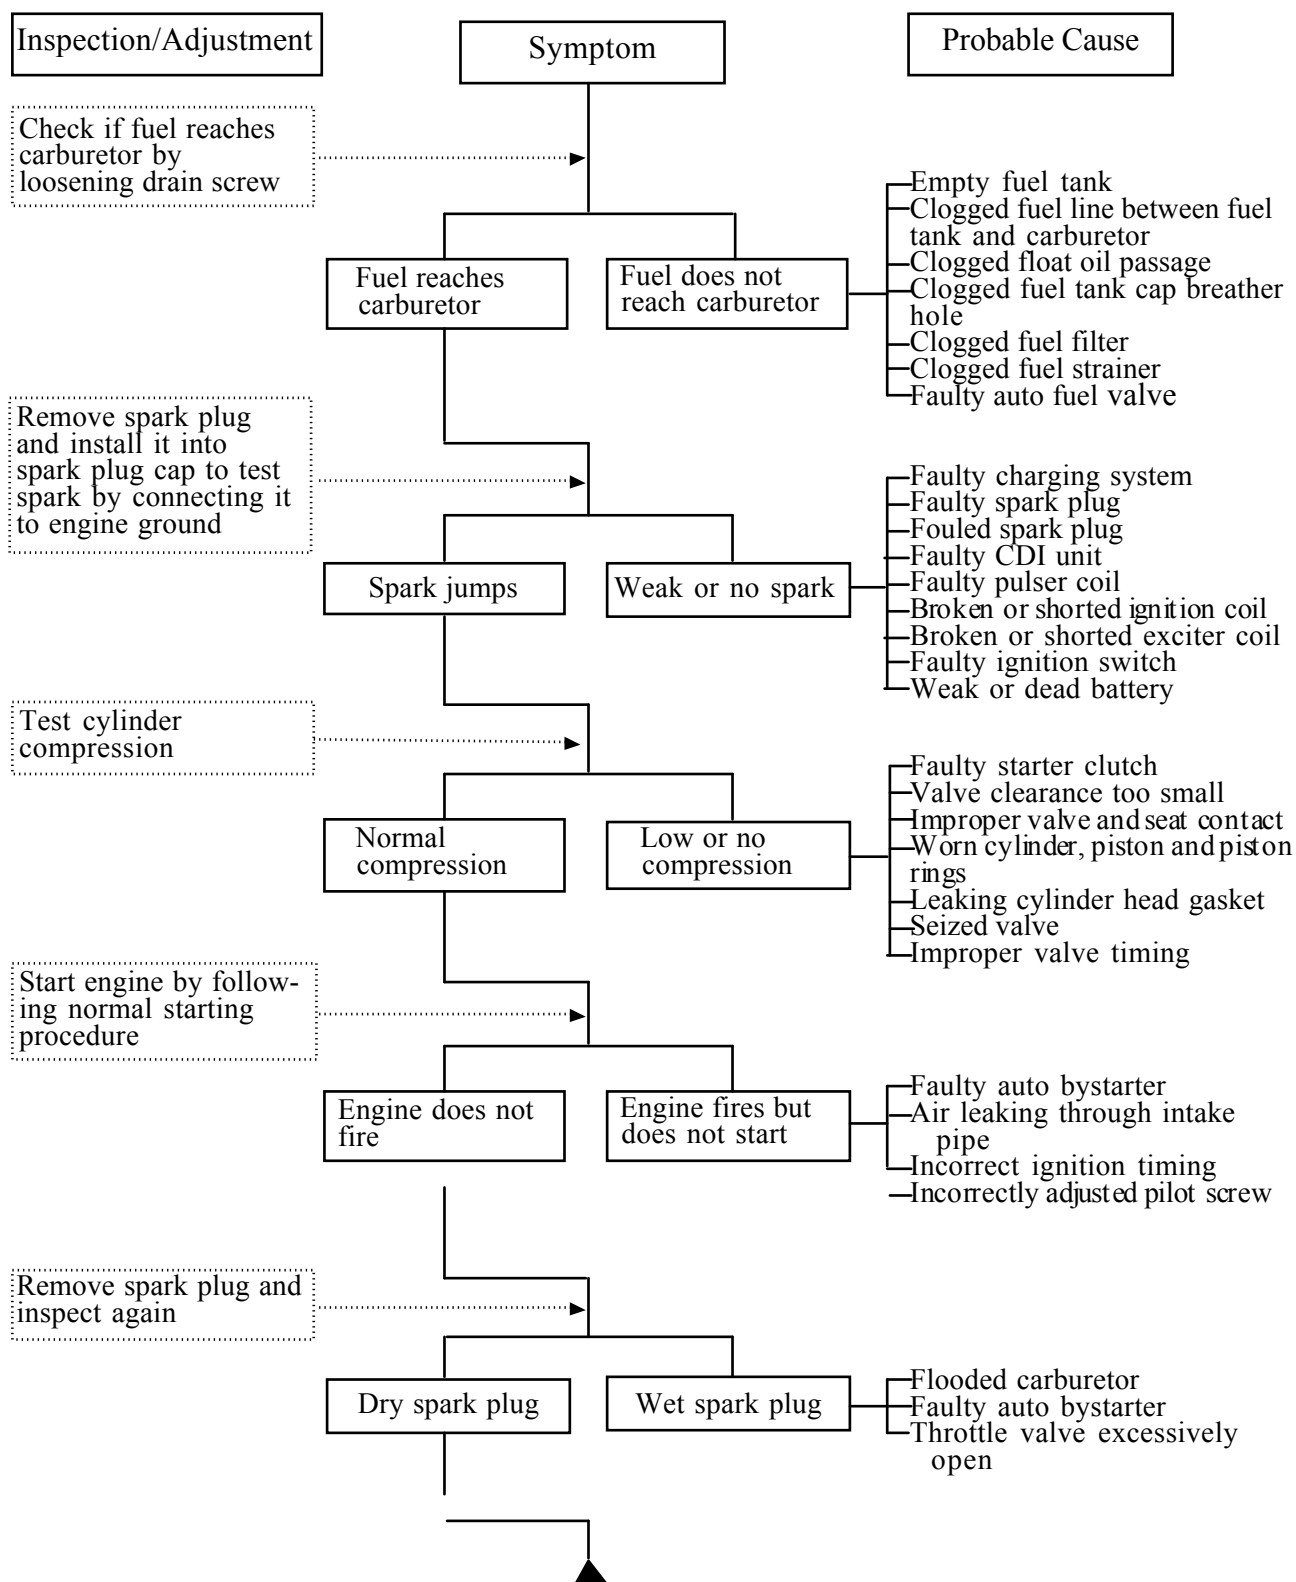 Inspection/Adjustment
Symptom
Probable Cause
Check if fuel reaches
carburetor by
loosening drain screw
Fuel reaches
carburetor
Fuel does not
reach carburetor
Empty fuel tank
Clogged fuel line between fuel
tank and carburetor
Clogged float oil passage
Clogged fuel tank cap breather
hole
Clogged fuel filter
Clogged fuel strainer
Faulty auto fuel valve
Remove spark plug
and install it into
spark plug cap to test
spark by connecting it
to engine ground
Spark jumps
Weak or no spark
Faulty charging system
Faulty spark plug
Fouled spark plug
Faulty CDI unit
Faulty pulser coil
Broken or shorted ignition coil
Broken or shorted exciter coil
Faulty ignition switch
Weak or dead battery
Test cylinder
compression
Normal
compression
Low or no
compression
Faulty starter clutch
Valve clearance too small
Improper valve and seat contact
Worn cylinder, piston and piston
rings
Leaking cylinder head gasket
Seized valve
Improper valve timing
Start engine by follow-
ing normal starting
procedure
Engine does not
fire
Engine fires but
does not start
Faulty auto bystarter
Air leaking through intake
pipe
Incorrect ignition timing
Incorrectly adjusted pilot screw
Remove spark plug and
inspect again
Dry spark plug
Wet spark plug
Flooded carburetor
Faulty auto bystarter
Throttle valve excessively
open